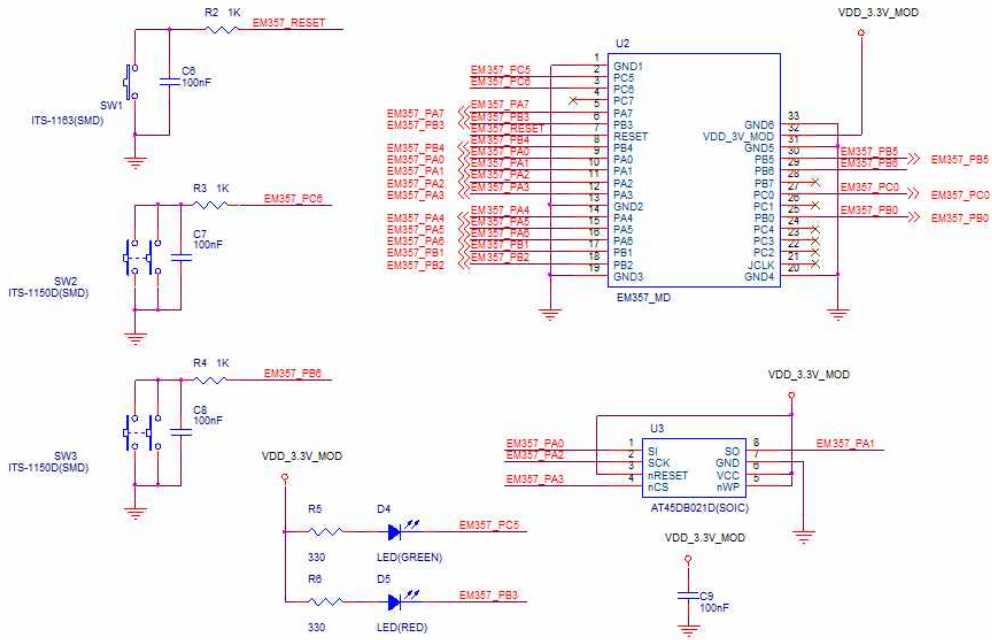 R2 1K
EM357_RESET
C6
100nF
SW1
ITS-1163(SMD)
R3 1K
EM357_PC6
C7
100nF
SW2
ITS-1150D(SMD)
R4 1K
EM357_PB6
C8
100nF
SW3
ITS-1150D(SMD)
VDD_3.3V_MOD
R5
330
D4
LED(GREEN)
EM357_PC5
R6
330
D5
LED(RED)
EM357_PB3
VDD_3.3V_MOD
U2
EM357_PC5
EM357_PC6
EM357_PA7 EM357_PA7
EM357_PB3 EM357_PB3
EM357_RESET
EM357_PB4 EM357_PB4
EM357_PA0 EM357_PA0
EM357_PA1 EM357_PA1
EM357_PA2 EM357_PA2
EM357_PA3 EM357_PA3
EM357_PA4 EM357_PA4
EM357_PA5 EM357_PA5
EM357_PA6 EM357_PA6
EM357_PB1 EM357_PB1
EM357_PB2 EM357_PB2
1 GND1
2 PC5
3 PC6
4 PC7
5 PA7
6 PB3
7 RESET
8 PB4
9 PA0
10 PA1
11 PA2
12 PA3
13 GND2
14 PA4
15 PA5
16 PA6
17 PB1
18 PB2
19 GND3
GND6 33
VDD_3V_MOD 32
GND5 31
PB5 30 EM357_PB5 EM357_PB5
PB6 29 EM357_PB6
PB7 28
PC0 27 EM357_PC0 EM357_PC0
PC1 26
PB0 25 EM357_PB0 EM357_PB0
PC4 24
PC3 23
PC2 22
JCLK 21
GND4 20
EM357_MD
VDD_3.3V_MOD
U3
EM357_PA0 1 SI SO 8 EM357_PA1
EM357_PA2 2 SCK GND 7
3 nRESET VCC 6
EM357_PA3 4 nCS nWP 5
AT45DB021D(SOIC)
VDD_3.3V_MOD
C9
100nF